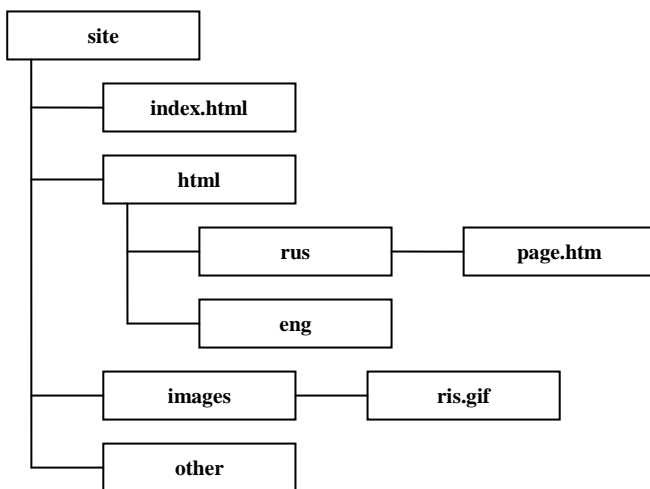 site
index.html
html
rus
page.htm
eng
images
ris.gif
other